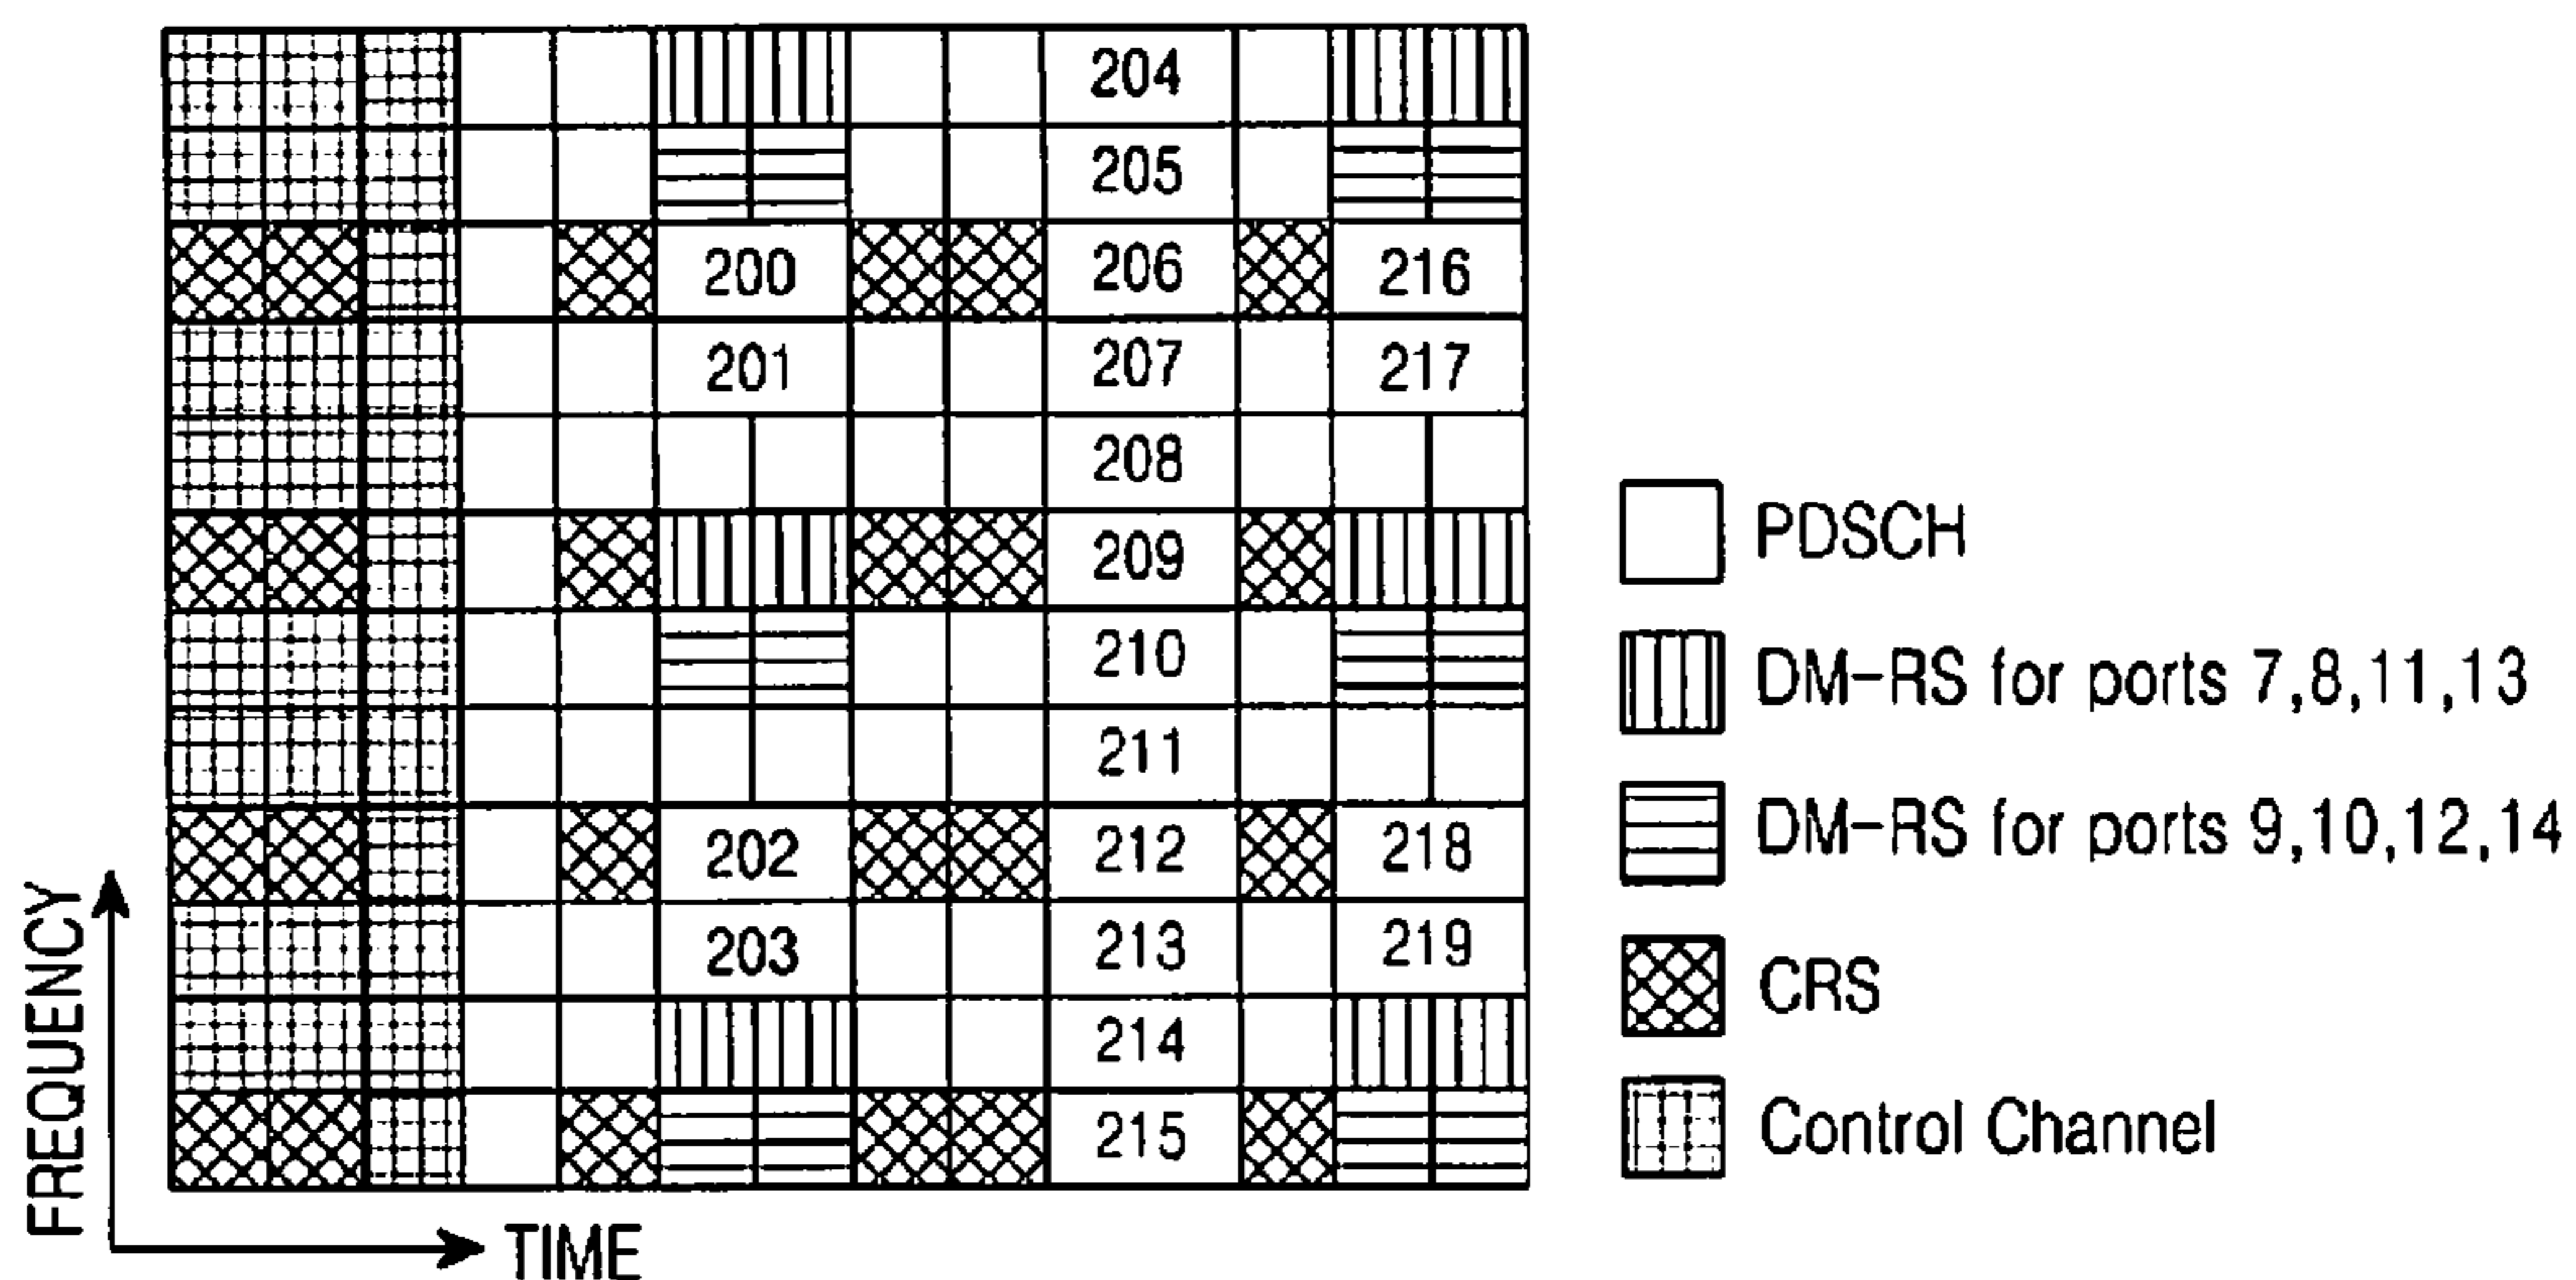 204
205
200 206 216
201 207 217
208
209
210
211
202 212 218
203 213 219
214
215
FREQUENCY
TIME
PDSCH
DM-RS for ports 7,8,11,13
DM-RS for ports 9,10,12,14
CRS
Control Channel